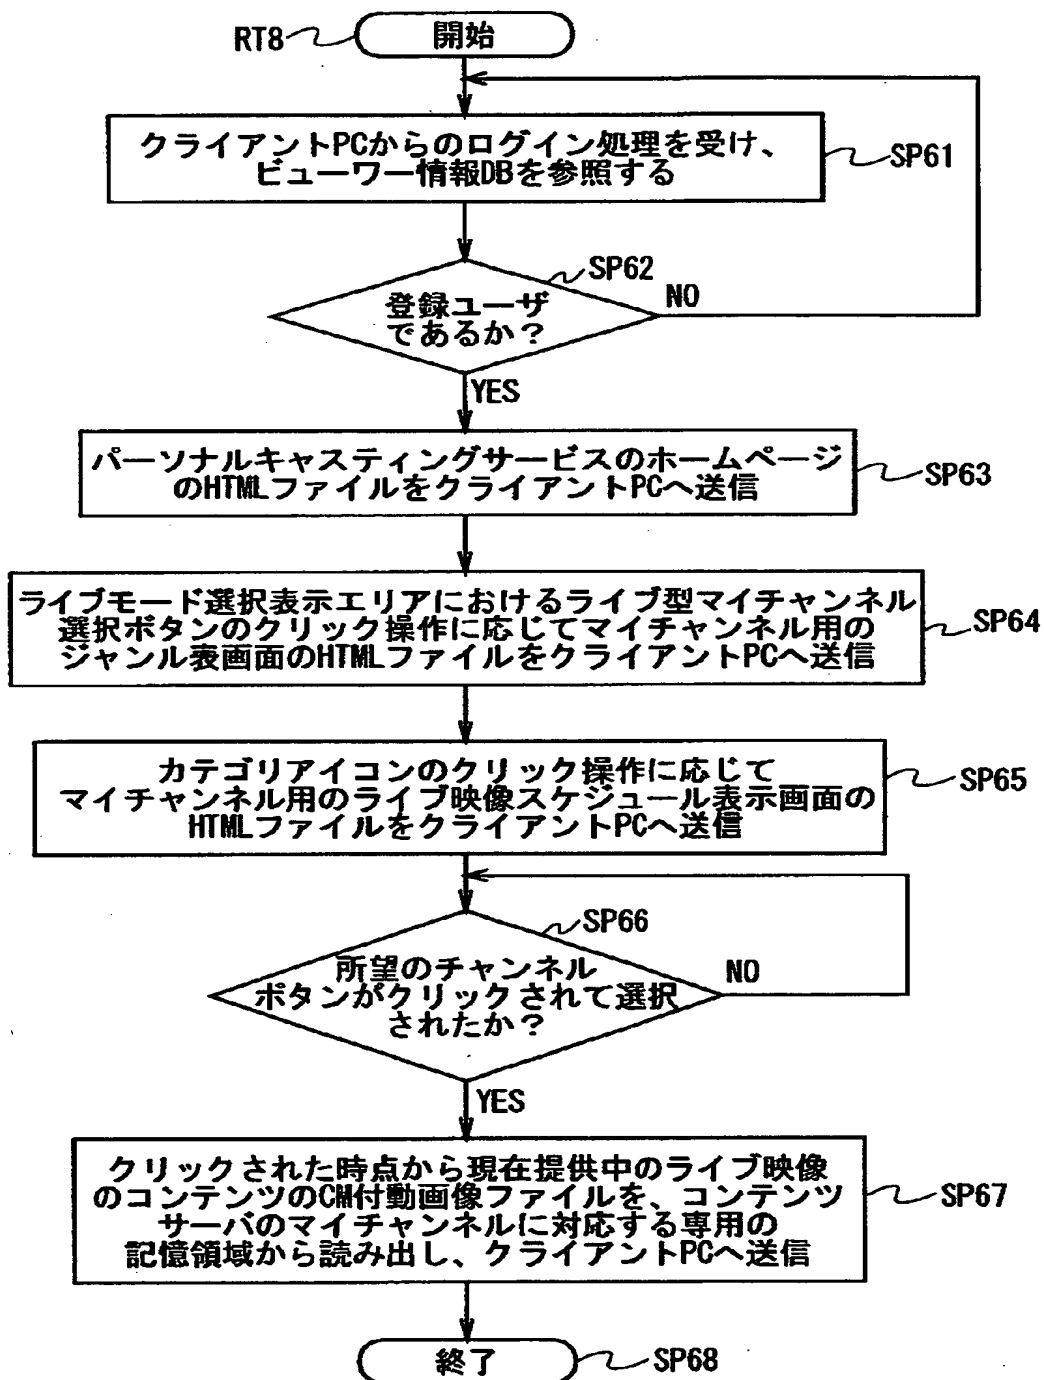 RT8
開始
クライアントPCからのログイン処理を受け、
ビューワー情報DBを参照する
SP61
SP62
登録ユーザ
であるか？
NO
YES
パーソナルキャスティングサービスのホームページ
のHTMLファイルをクライアントPCへ送信
SP63
ライブモード選択表示エリアにおけるライブ型マイチャンネル
選択ボタンのクリック操作に応じてマイチャンネル用の
ジャンル表画面のHTMLファイルをクライアントPCへ送信
SP64
カテゴリアイコンのクリック操作に応じて
マイチャンネル用のライブ映像スケジュール表示画面の
HTMLファイルをクライアントPCへ送信
SP65
SP66
所望のチャンネル
ボタンがクリックされて選択
されたか？
NO
YES
クリックされた時点から現在提供中のライブ映像
のコンテンツのCM付動画像ファイルを、コンテンツ
サーバのマイチャンネルに対応する専用の
記憶領域から読み出し、クライアントPCへ送信
SP67
終了
SP68